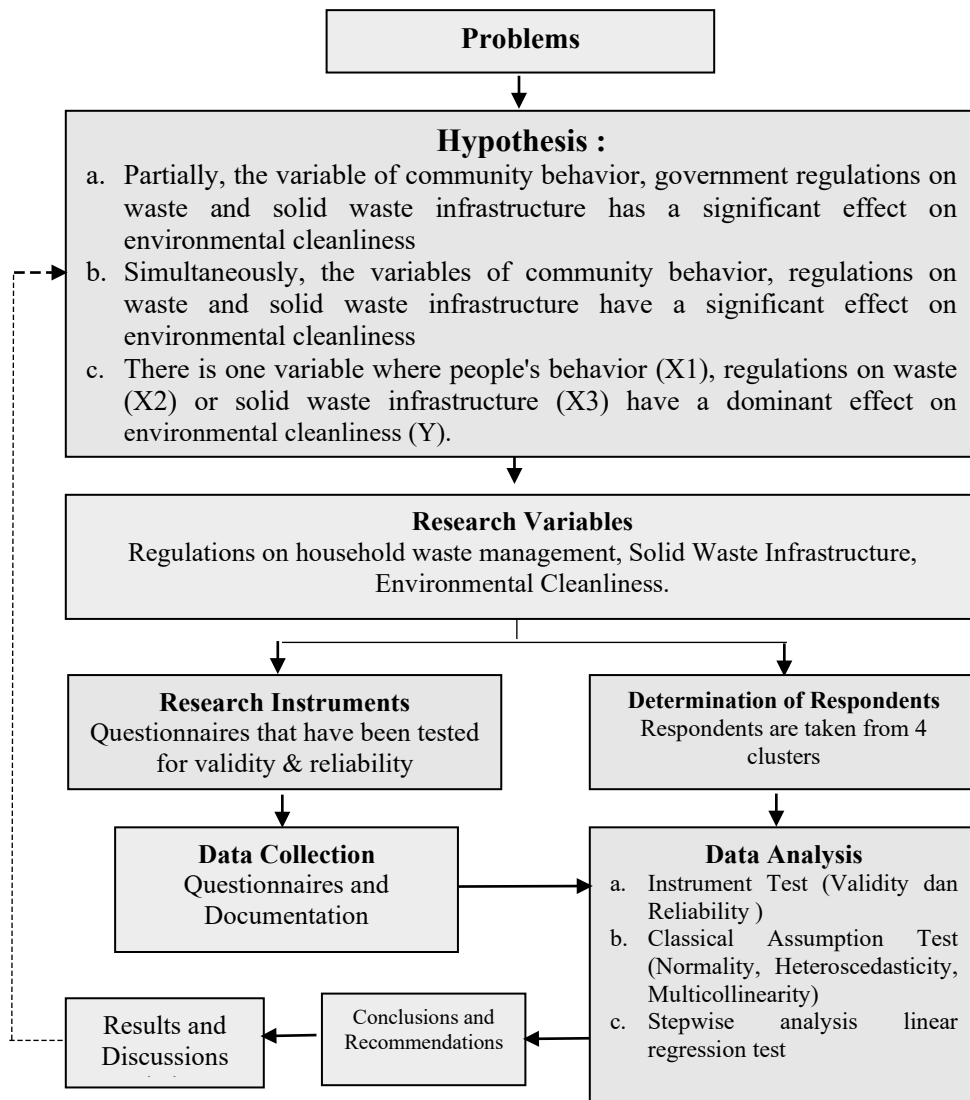 Problems
Hypothesis :
a. Partially, the variable of community behavior, government regulations on
waste and solid waste infrastructure has a significant effect on
environmental cleanliness
b. Simultaneously, the variables of community behavior, regulations on
waste and solid waste infrastructure have a significant effect on
environmental cleanliness
c. There is one variable where people's behavior (X1), regulations on waste
(X2) or solid waste infrastructure (X3) have a dominant effect on
environmental cleanliness (Y).
Research Variables
Regulations on household waste management, Solid Waste Infrastructure,
Environmental Cleanliness.
Research Instruments
Questionnaires that have been tested
for validity & reliability
Determination of Respondents
Respondents are taken from 4
clusters
Data Collection
Questionnaires and
Documentation
Data Analysis
a. Instrument Test (Validity dan
Reliability )
b. Classical Assumption Test
(Normality, Heteroscedasticity,
Multicollinearity)
c. Stepwise analysis linear
regression test
Conclusions and
Recommendations
Results and
Discussions